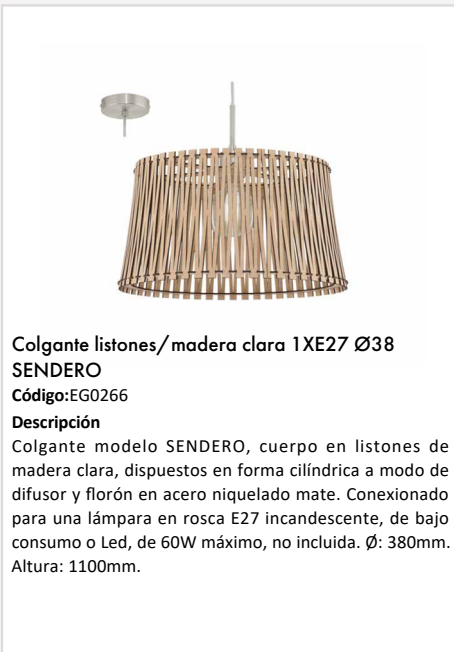 Colgante listones/madera clara 1XE27 Ø38
SENDERO
Código:EG0266
Descripción
Colgante modelo SENDERO, cuerpo en listones de
madera clara, dispuestos en forma cilíndrica a modo de
difusor y florón en acero niquelado mate. Conexionado
para una lámpara en rosca E27 incandescente, de bajo
consumo o Led, de 60W máximo, no incluida. Ø: 380mm.
Altura: 1100mm.